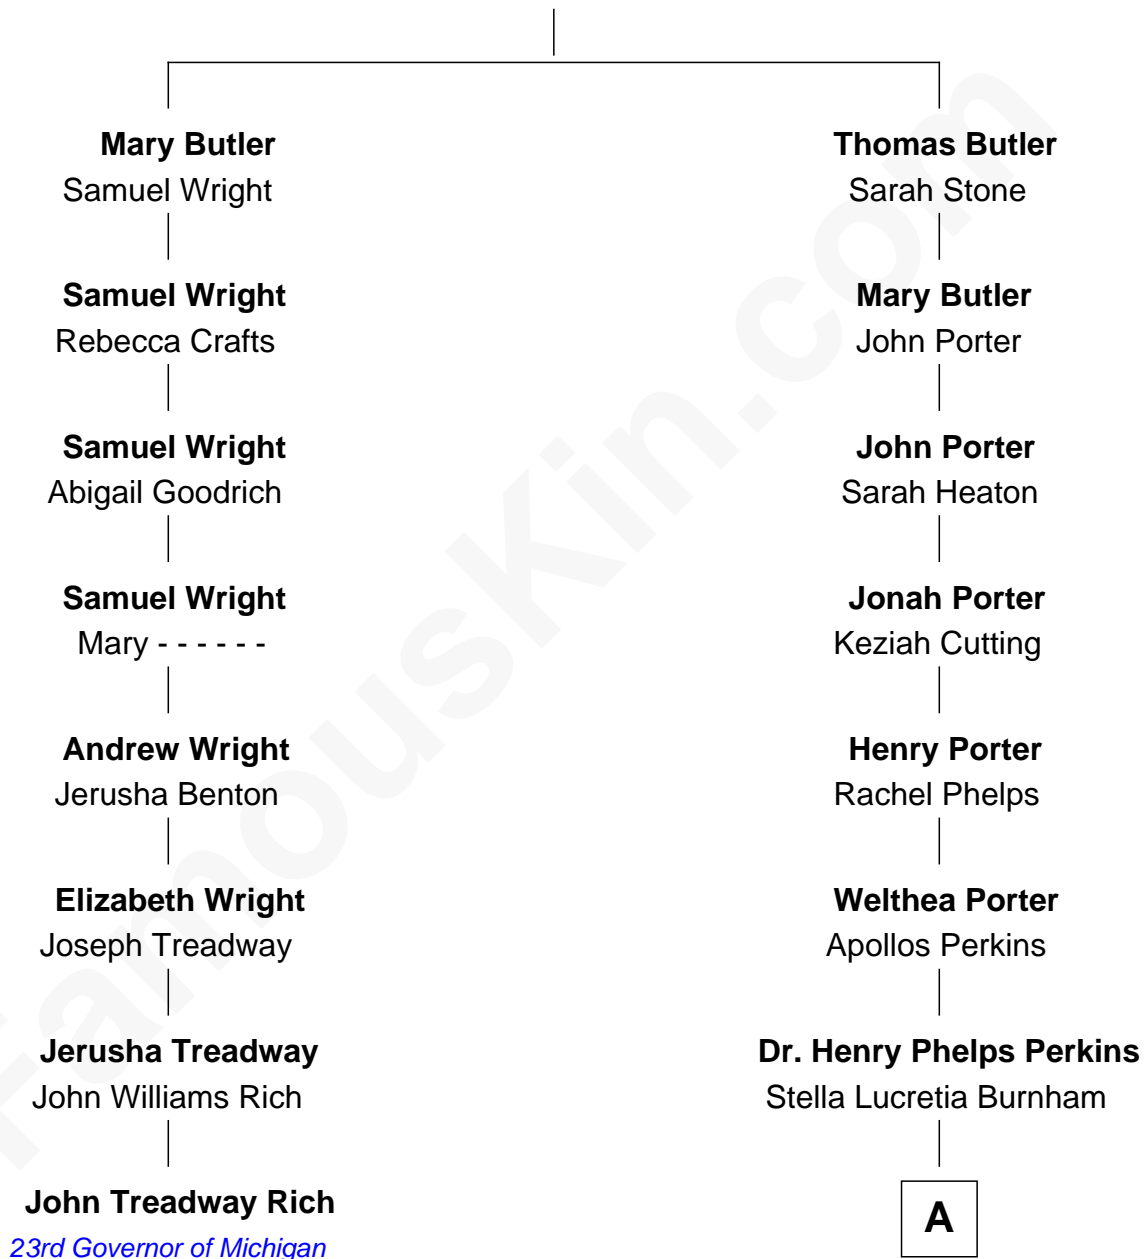 Mary Butler
Samuel Wright
Samuel Wright
Rebecca Crafts
Samuel Wright
Abigail Goodrich
Samuel Wright
Mary - - - - - -
Andrew Wright
Jerusha Benton
Elizabeth Wright
Joseph Treadway
Jerusha Treadway
John Williams Rich
John Treadway Rich
23rd Governor of Michigan
Thomas Butler
Sarah Stone
Mary Butler
John Porter
John Porter
Sarah Heaton
Jonah Porter
Keziah Cutting
Henry Porter
Rachel Phelps
Welthea Porter
Apollos Perkins
Dr. Henry Phelps Perkins
Stella Lucretia Burnham
A
FamousKin.com